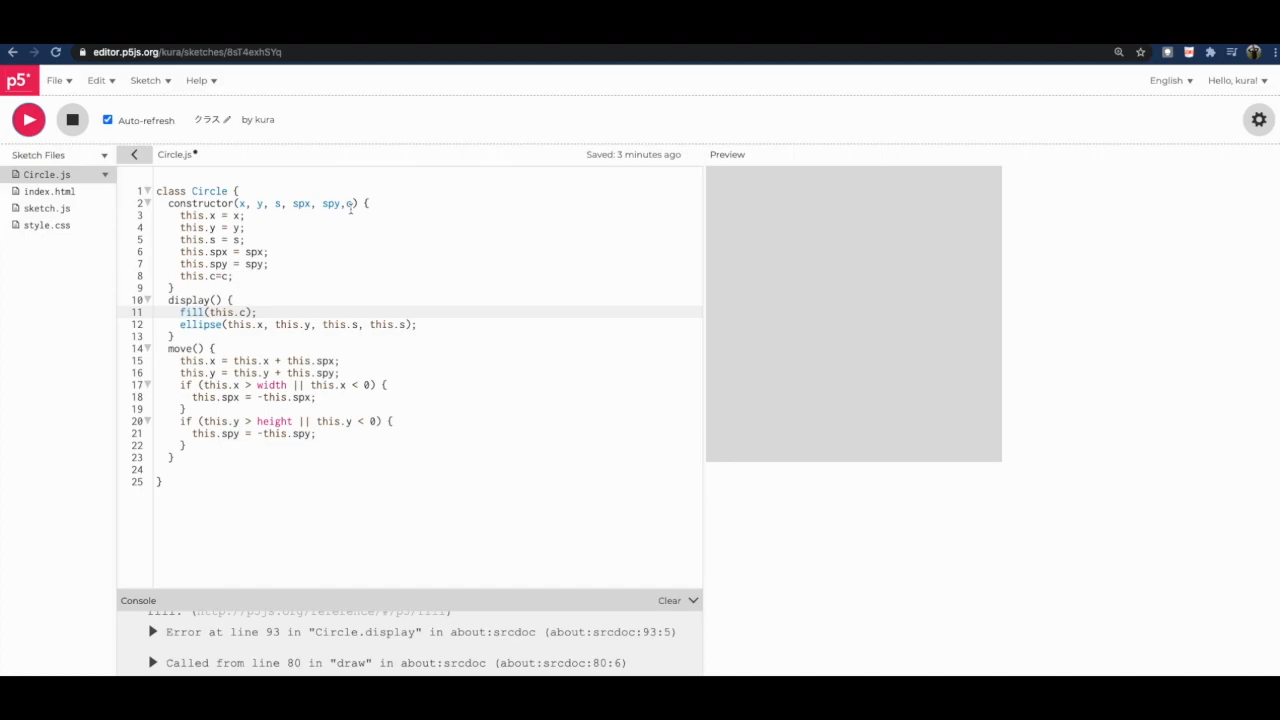 editor.p5js.org/kura/sketches/8sT4exhSYq
p5* File Edit Sketch Help English Hello, kura!
Auto-refresh クラス by kura
Sketch Files Circle.js Saved: 3 minutes ago Preview
Circle.js
index.html
sketch.js
style.css
1 class Circle {
2 constructor(x, y, s, spx, spy,c) {
3 this.x = x;
4 this.y = y;
5 this.s = s;
6 this.spx = spx;
7 this.spy = spy;
8 this.c=c;
9 }
10 display() {
11 fill(this.c);
12 ellipse(this.x, this.y, this.s, this.s);
13 }
14 move() {
15 this.x = this.x + this.spx;
16 this.y = this.y + this.spy;
17 if (this.x > width || this.x < 0) {
18 this.spx = -this.spx;
19 }
20 if (this.y > height || this.y < 0) {
21 this.spy = -this.spy;
22 }
23 }
24
25 }
Console Clear
fill. (http://p5js.org/reference/#/p5/fill)
Error at line 93 in "Circle.display" in about:srcdoc (about:srcdoc:93:5)
Called from line 80 in "draw" in about:srcdoc (about:srcdoc:80:6)